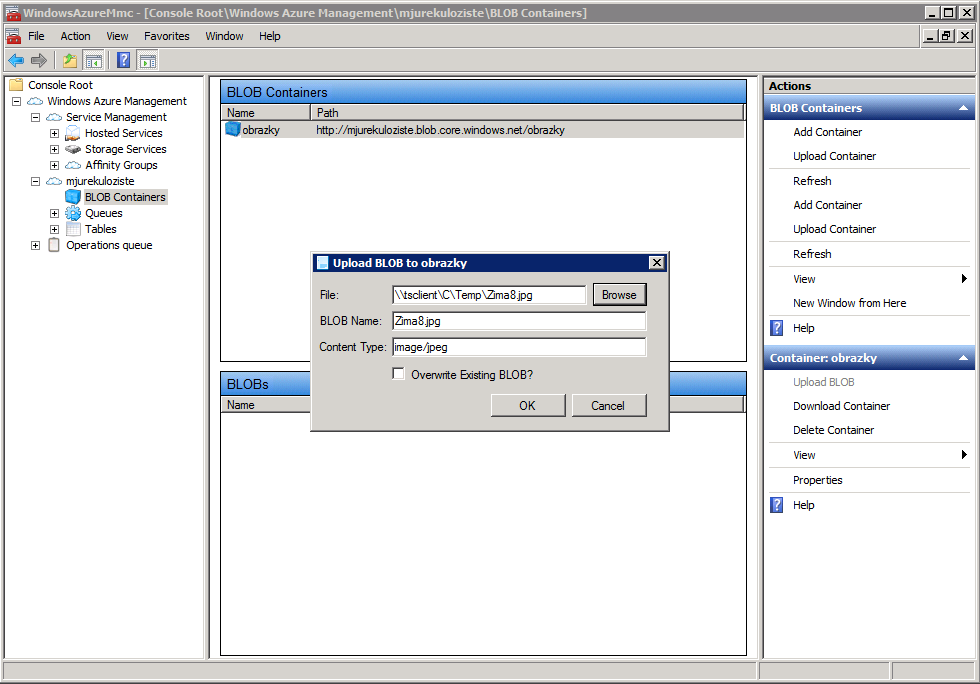 WindowsAzureMmc - [Console Root\Windows Azure Management\mjurekuloziste\BLOB Containers]
File Action View Favorites Window Help
Console Root
Windows Azure Management
Service Management
Hosted Services
Storage Services
Affinity Groups
mjurekuloziste
BLOB Containers
Queues
Tables
Operations queue
BLOB Containers
Name Path
obrazky http://mjurekuloziste.blob.core.windows.net/obrazky
Upload BLOB to obrazky
File: \\tsclient\C\Temp\Zima8.jpg Browse
BLOB Name: Zima8.jpg
Content Type: image/jpeg
Overwrite Existing BLOB?
OK Cancel
BLOBs
Name
Actions
BLOB Containers
Add Container
Upload Container
Refresh
Add Container
Upload Container
Refresh
View
New Window from Here
Help
Container: obrazky
Upload BLOB
Download Container
Delete Container
View
Properties
Help